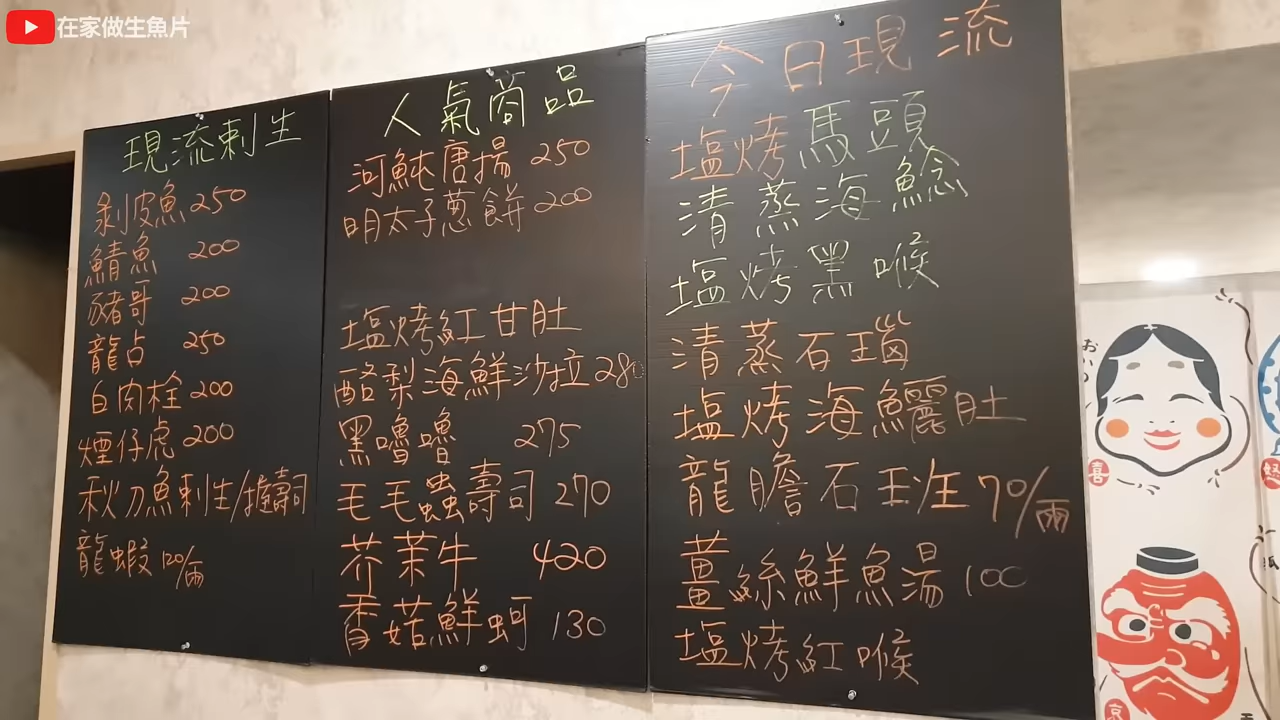 在家做生魚片
現流刺生
剝皮魚 250
鯖魚 200
豬哥 200
龍占 250
白肉栓 200
煙仔虎 200
秋刀魚刺生/握壽司
龍蝦 120/兩
人氣商品
河魨唐揚 250
明太子蔥餅 200
塩烤紅甘肚
酪梨海鮮沙拉 280
黑嚕嚕 275
毛毛蟲壽司 270
芥茉牛 420
香菇鮮蚵 130
今日現流
塩烤馬頭
清蒸海鯰
塩烤黑喉
清蒸石瑙
塩烤海鱺肚
龍膽石班 70/兩
薑絲鮮魚湯 100
塩烤紅喉
おい
喜
京